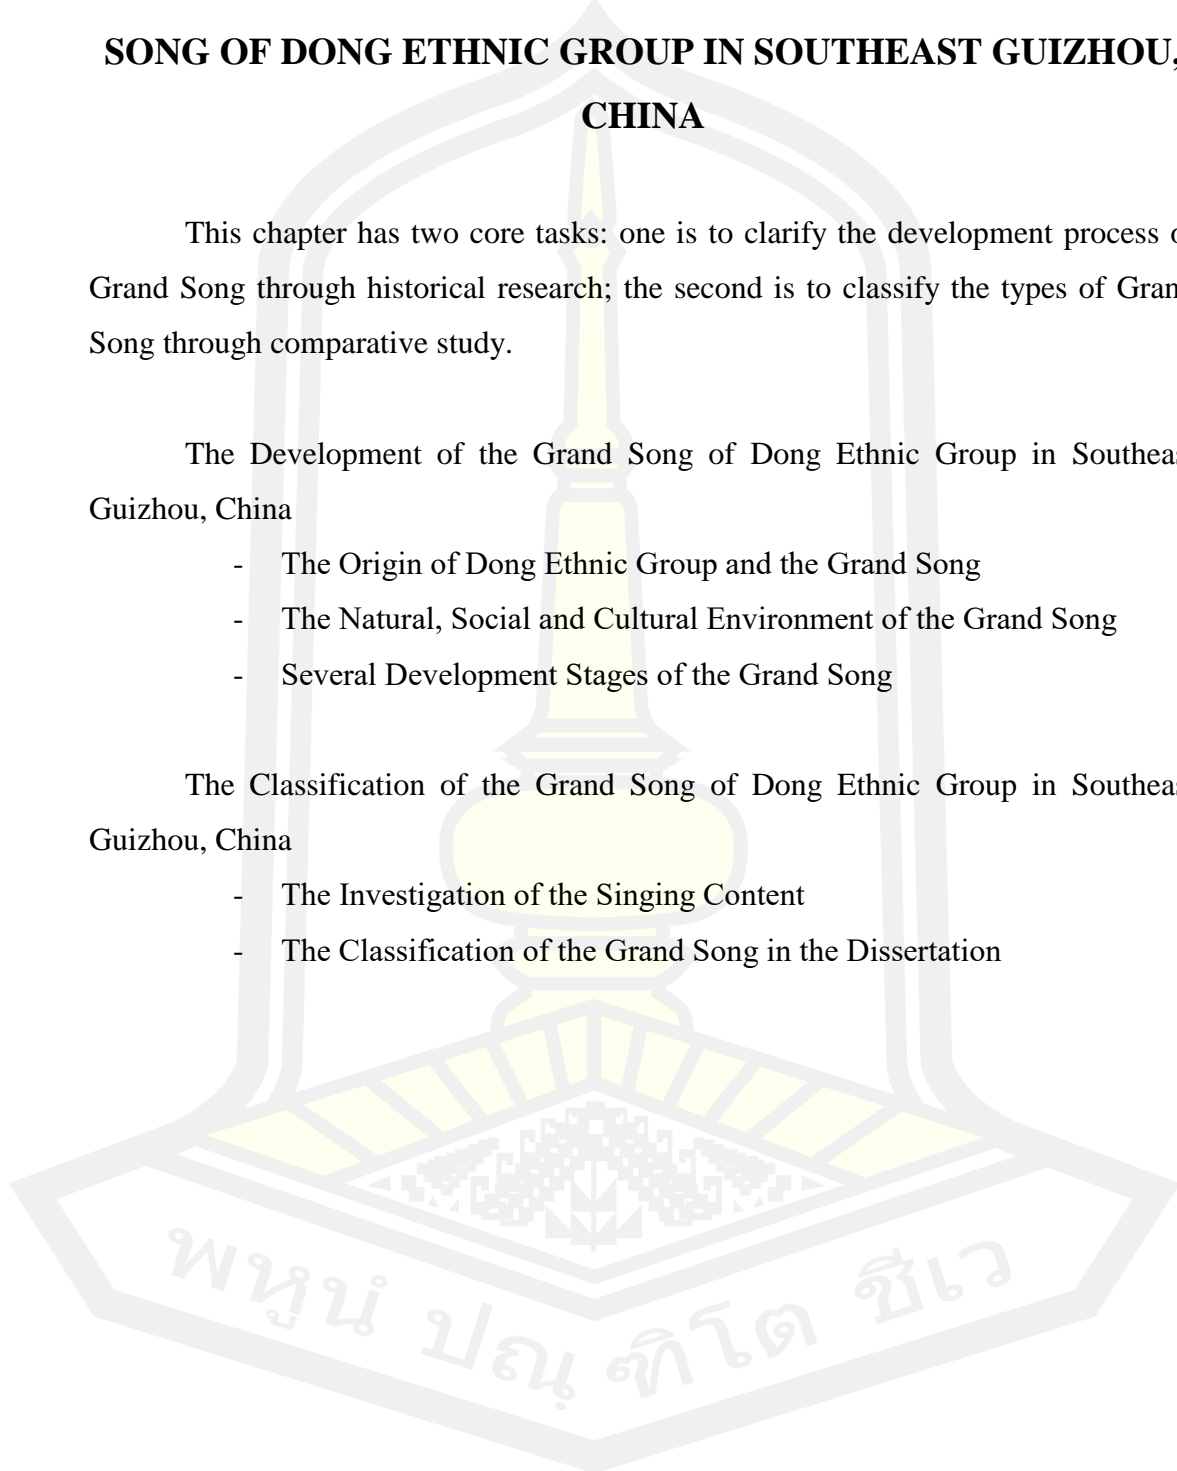 SONG OF DONG ETHNIC GROUP IN SOUTHEAST GUIZHOU,
CHINA
This chapter has two core tasks: one is to clarify the development process
Grand Song through historical research; the second is to classify the types of
Song through comparative study.
The Development of the Grand Song of Dong Ethnic Group in
Guizhou, China
- The Origin of Dong Ethnic Group and the Grand Song
- The Natural, Social and Cultural Environment of the Grand Song
- Several Development Stages of the Grand Song
The Classification of the Grand Song of Dong Ethnic Group in
Guizhou, China
- The Investigation of the Singing Content
- The Classification of the Grand Song in the Dissertation
พหูนํ ปณฺฑิโต ชีเว